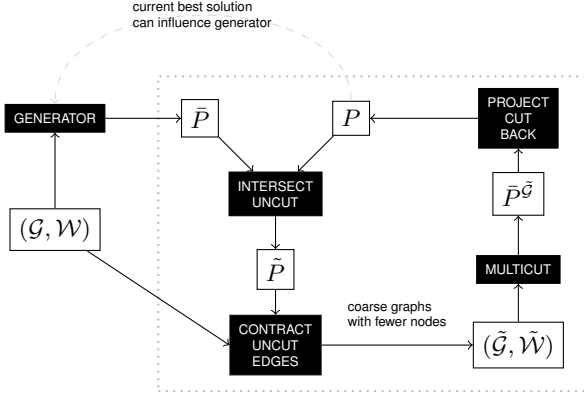 current best solution
can influence generator
GENERATOR
P̄
P
PROJECT
CUT
BACK
INTERSECT
UNCUT
P̄^G̃
(G, W)
P̃
MULTICUT
CONTRACT
UNCUT
EDGES
coarse graphs
with fewer nodes
(G̃, W̃)